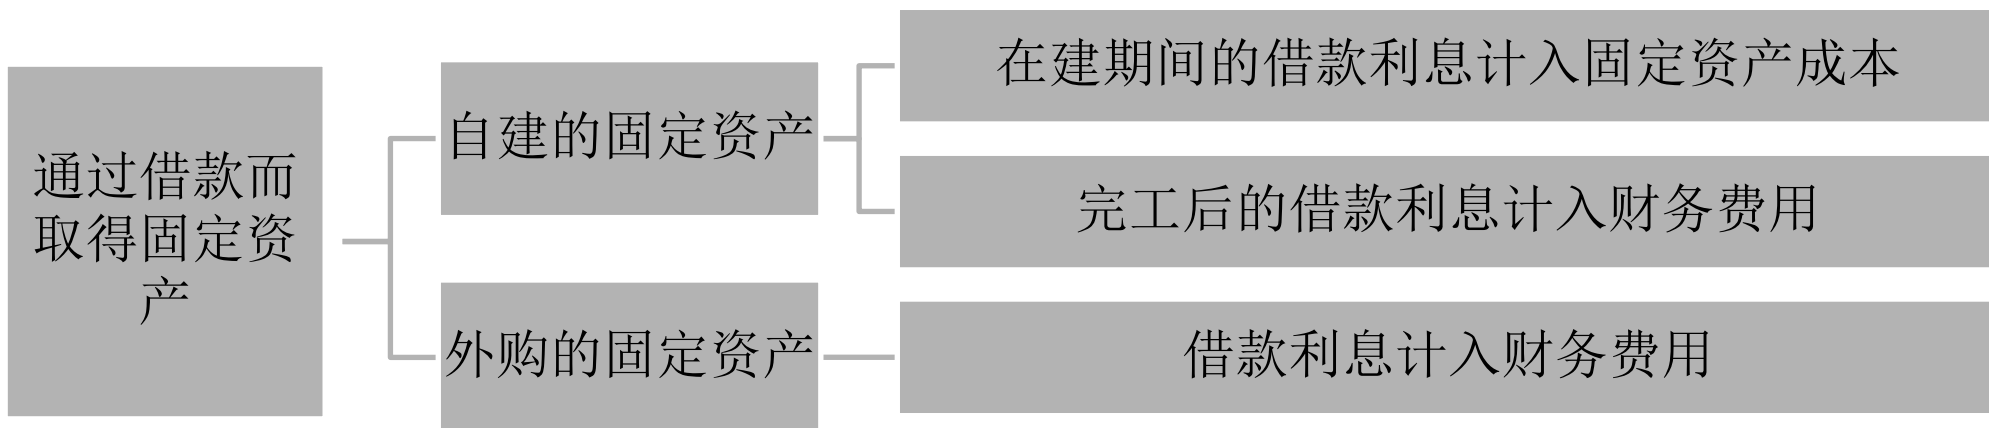 通过借款而
取得固定资
产
自建的固定资产
在建期间的借款利息计入固定资产成本
完工后的借款利息计入财务费用
外购的固定资产
借款利息计入财务费用